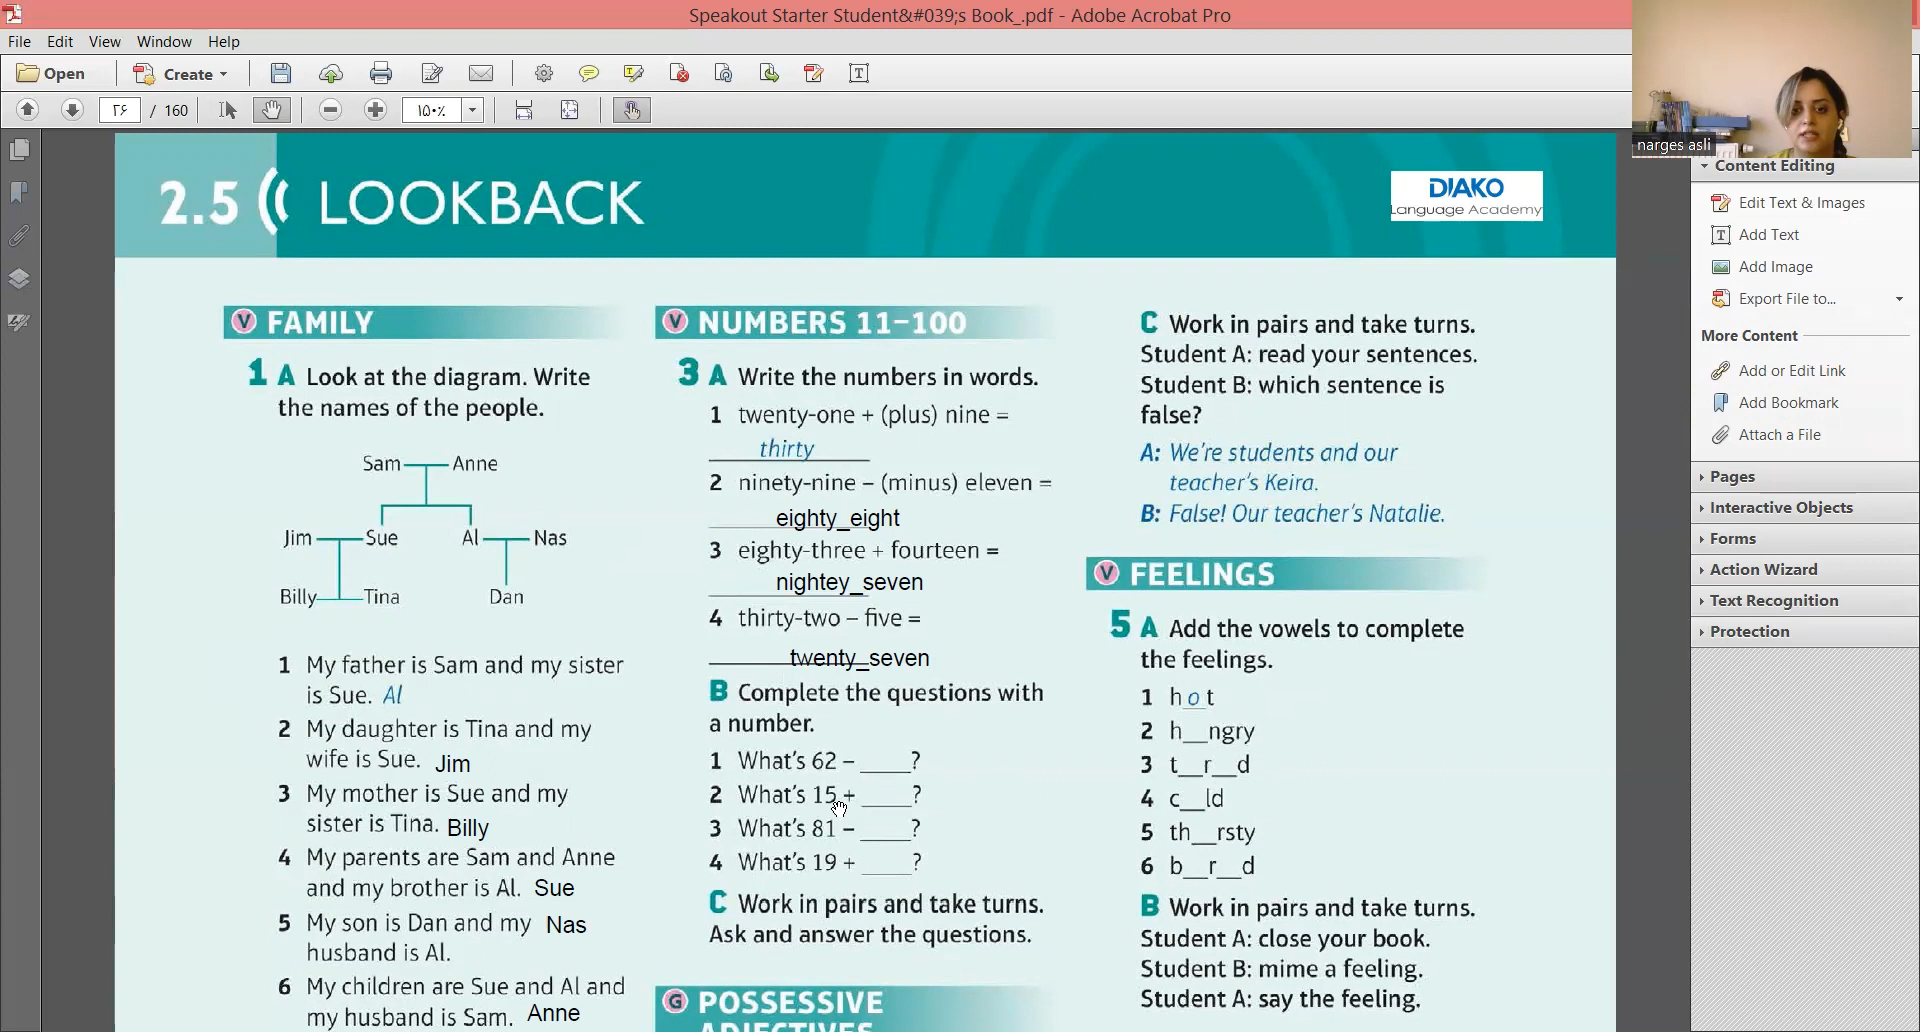 Speakout Starter Student&#039;s Book_.pdf - Adobe Acrobat Pro
File Edit View Window Help
Open Create
۲۶ / 160 ۱۵۰٪
narges asli
2.5 LOOKBACK
DIAKO
Language Academy
V FAMILY
1 A Look at the diagram. Write
the names of the people.
Sam Anne
Jim Sue Al Nas
Billy Tina Dan
1 My father is Sam and my sister
is Sue. Al
2 My daughter is Tina and my
wife is Sue. Jim
3 My mother is Sue and my
sister is Tina. Billy
4 My parents are Sam and Anne
and my brother is Al. Sue
5 My son is Dan and my Nas
husband is Al.
6 My children are Sue and Al and
my husband is Sam. Anne
V NUMBERS 11–100
3 A Write the numbers in words.
1 twenty-one + (plus) nine =
thirty
2 ninety-nine – (minus) eleven =
eighty_eight
3 eighty-three + fourteen =
nightey_seven
4 thirty-two – five =
twenty_seven
B Complete the questions with
a number.
1 What's 62 – ____?
2 What's 15 + ____?
3 What's 81 – ____?
4 What's 19 + ____?
C Work in pairs and take turns.
Ask and answer the questions.
G POSSESSIVE
ADJECTIVES
C Work in pairs and take turns.
Student A: read your sentences.
Student B: which sentence is
false?
A: We're students and our
teacher's Keira.
B: False! Our teacher's Natalie.
V FEELINGS
5 A Add the vowels to complete
the feelings.
1 h_o_t
2 h__ngry
3 t__r__d
4 c__ld
5 th__rsty
6 b__r__d
B Work in pairs and take turns.
Student A: close your book.
Student B: mime a feeling.
Student A: say the feeling.
Content Editing
Edit Text & Images
Add Text
Add Image
Export File to...
More Content
Add or Edit Link
Add Bookmark
Attach a File
Pages
Interactive Objects
Forms
Action Wizard
Text Recognition
Protection